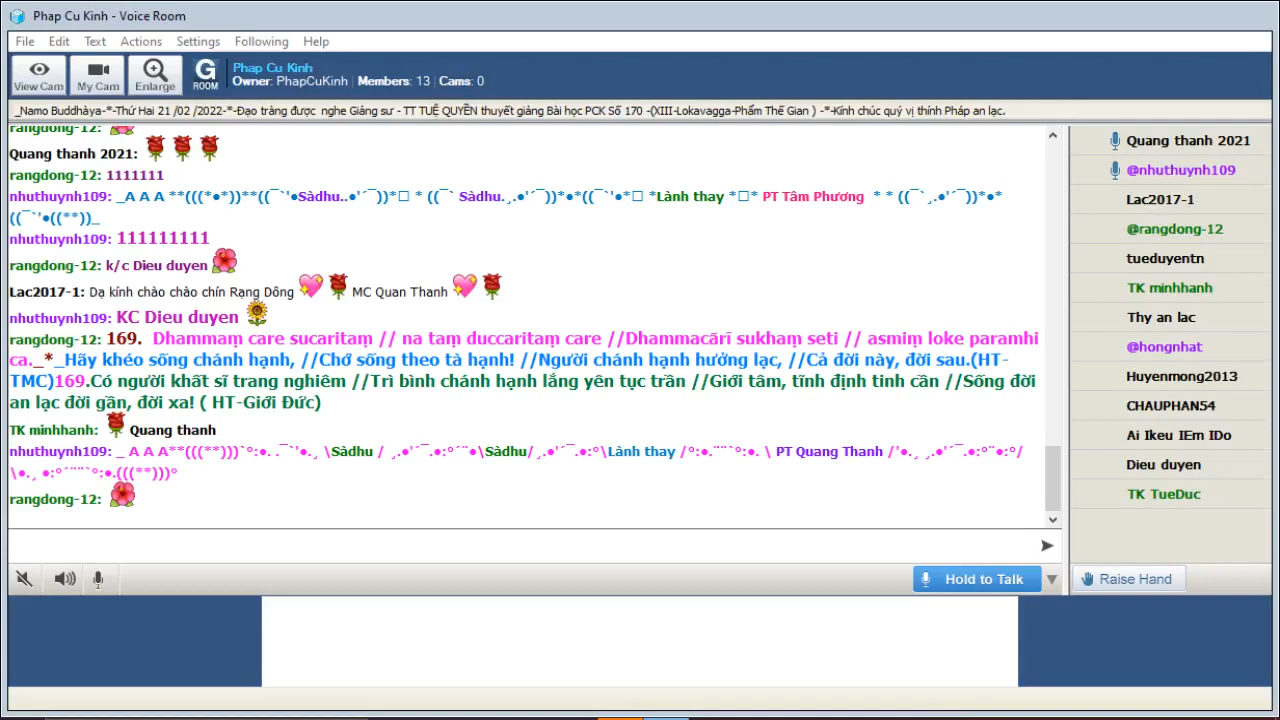 Phap Cu Kinh - Voice Room
File Edit Text Actions Settings Following Help
View Cam My Cam Enlarge G ROOM
Phap Cu Kinh
Owner: PhapCuKinh | Members: 13 | Cams: 0
_Namo Buddhàya-*-Thứ Hai 21 /02 /2022-*-Đạo tràng được nghe Giảng sư - TT TUỆ QUYỀN thuyết giảng Bài học PCK Số 170 -(XIII-Lokavagga-Phẩm Thế Gian ) -*-Kính chúc quý vị thính Pháp an lạc.
rangdong-12:
Quang thanh 2021:
rangdong-12: 1111111
nhuthuynh109: _A A A **(((*●*))**((¯`'●Sàdhu..●'´¯))*□ * ((¯` Sàdhu.¸.●'´¯))*●*((¯`'●*□ *Lành thay *□* PT Tâm Phương * * ((¯`¸.●'´¯))*●*
((¯`'●((**))_
nhuthuynh109: 111111111
rangdong-12: k/c Dieu duyen
Lac2017-1: Dạ kính chào chào chín Rạng Dông MC Quan Thanh
nhuthuynh109: KC Dieu duyen
rangdong-12: 169. Dhammaṃ care sucaritaṃ // na taṃ duccaritaṃ care //Dhammacārī sukhaṃ seti // asmiṃ loke paramhi
ca._*_Hãy khéo sống chánh hạnh, //Chớ sống theo tà hạnh! //Người chánh hạnh hưởng lạc, //Cả đời này, đời sau.(HT-
TMC)169.Có người khất sĩ trang nghiêm //Trì bình chánh hạnh lắng yên tục trần //Giới tâm, tĩnh định tinh cần //Sống đời
an lạc đời gần, đời xa! ( HT-Giới Đức)
TK minhhanh: Quang thanh
nhuthuynh109: _ A A A**(((**)))`°:●. .¯`'●.¸ \Sàdhu / ¸.●'´¯.●:°´¨●\Sàdhu/¸.●'´¯.●:°\Lành thay /°:●.¨¨`°:●. \ PT Quang Thanh /'●.¸ ¸.●'´¯.●:°¨●:°/
\●.¸ ●:°´¨¨`°:●.(((**)))°
rangdong-12:
Hold to Talk
Quang thanh 2021
@nhuthuynh109
Lac2017-1
@rangdong-12
tueduyentn
TK minhhanh
Thy an lac
@hongnhat
Huyenmong2013
CHAUPHAN54
Ai Ikeu IEm IDo
Dieu duyen
TK TueDuc
Raise Hand